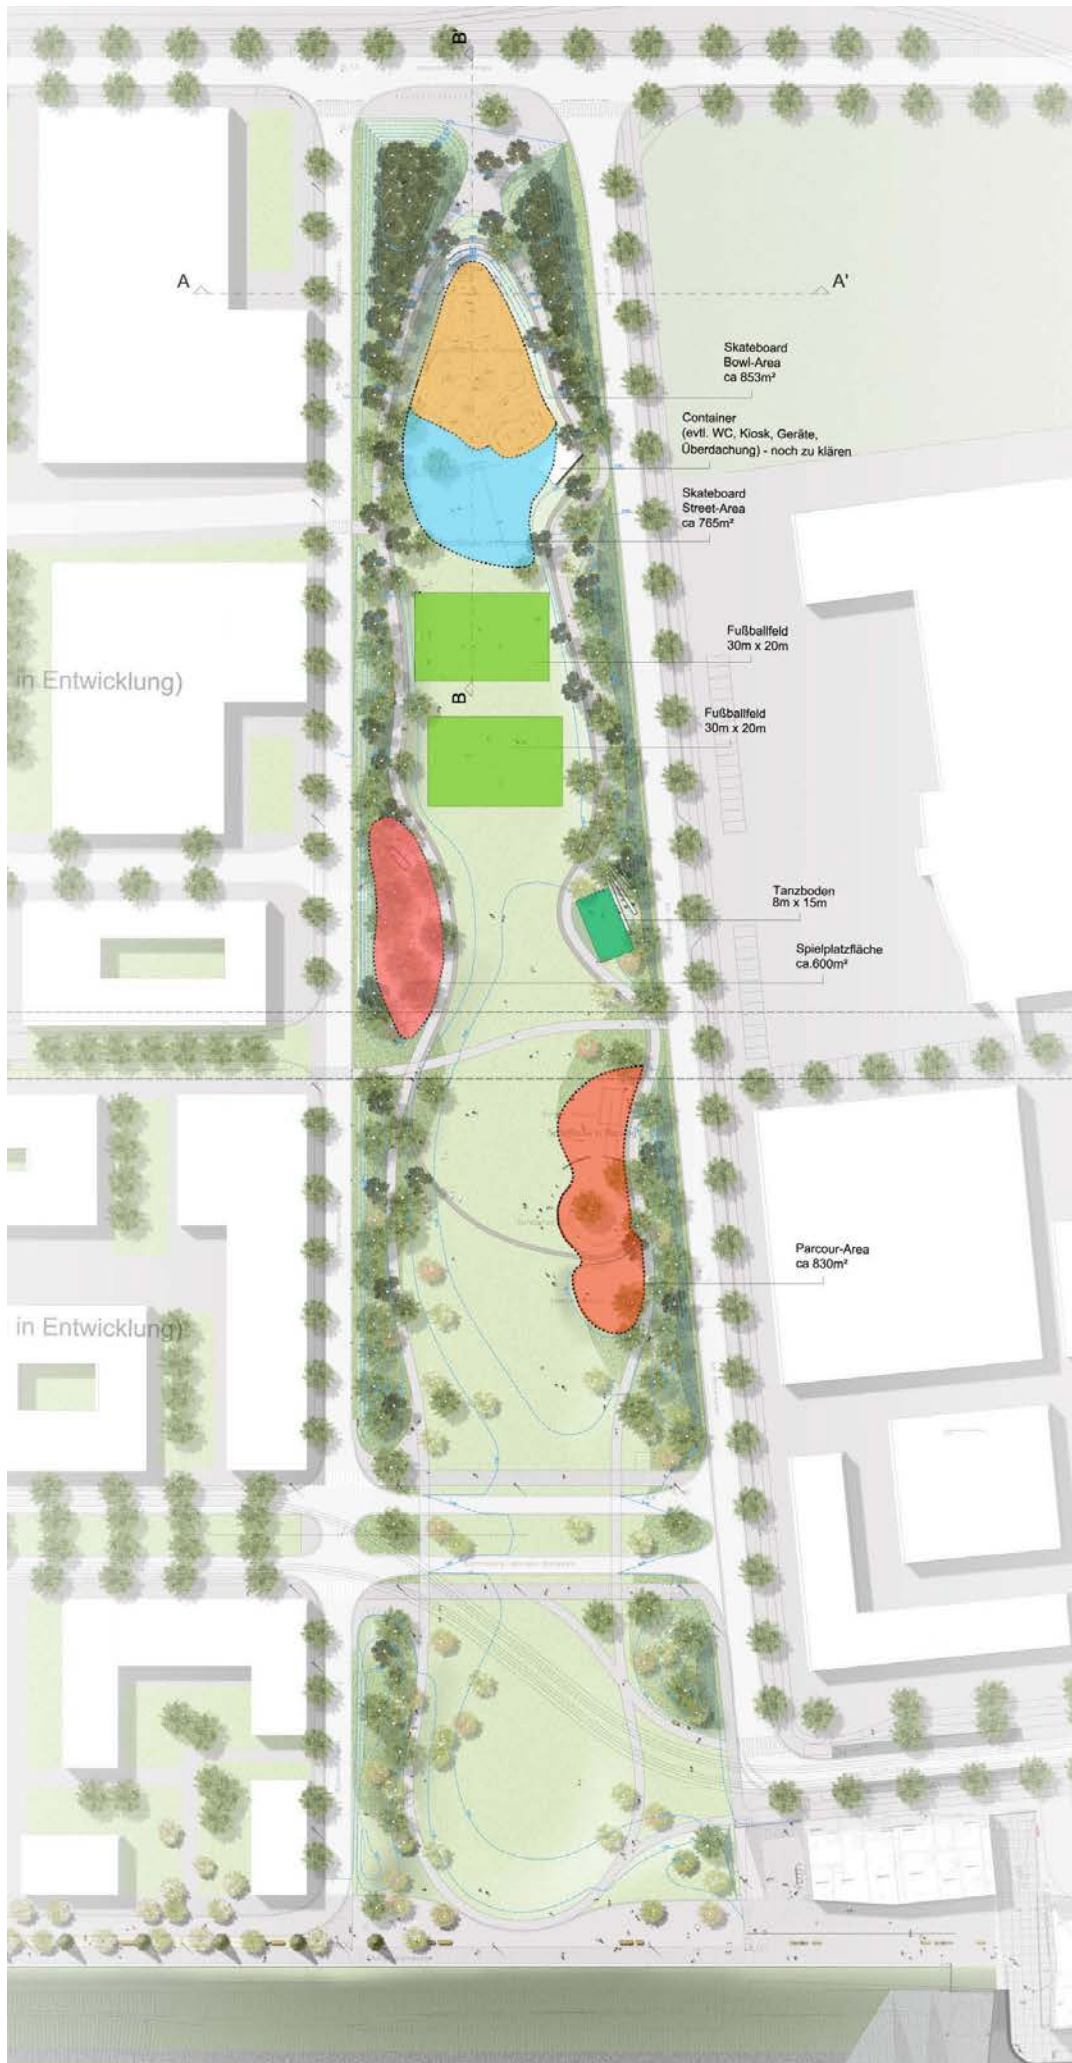 B'
A
A'
Skateboard
Bowl-Area
ca 853m²
Container
(evtl. WC, Kiosk, Geräte,
Überdachung) - noch zu klären
Skateboard
Street-Area
ca 765m²
Fußballfeld
30m x 20m
in Entwicklung)
B
Fußballfeld
30m x 20m
Tanzboden
8m x 15m
Spielplatzfläche
ca.600m²
Parcour-Area
ca 830m²
in Entwicklung)